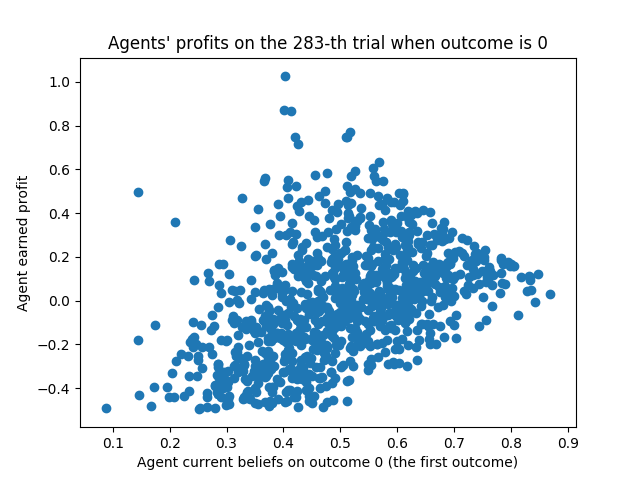 Agents' profits on the 283-th trial when outcome is 0
1.0
0.8
0.6
0.4
0.2
0.0
−0.2
−0.4
Agent earned profit
0.1 0.2 0.3 0.4 0.5 0.6 0.7 0.8 0.9
Agent current beliefs on outcome 0 (the first outcome)